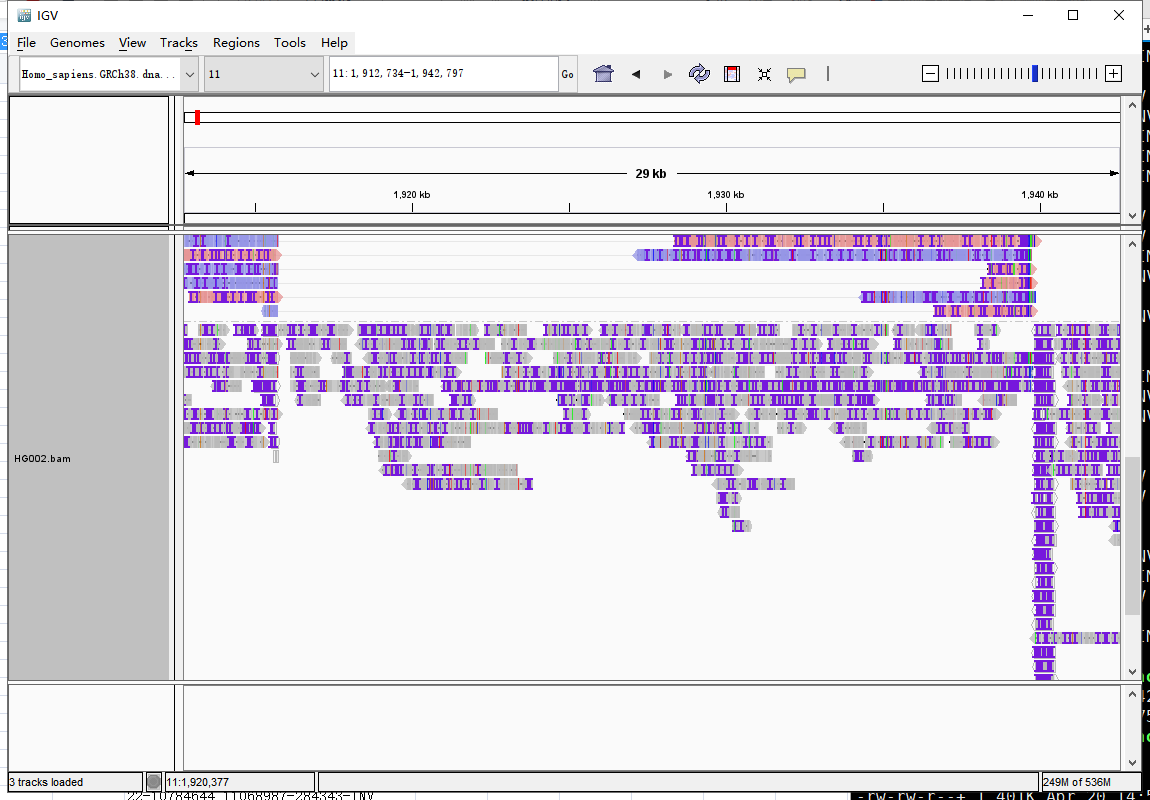 IGV
File Genomes View Tracks Regions Tools Help
Homo_sapiens.GRCh38.dna... 11 11:1,912,734-1,942,797 Go
29 kb
1,920 kb 1,930 kb 1,940 kb
HG002.bam
3 tracks loaded 11:1,920,377 249M of 536M